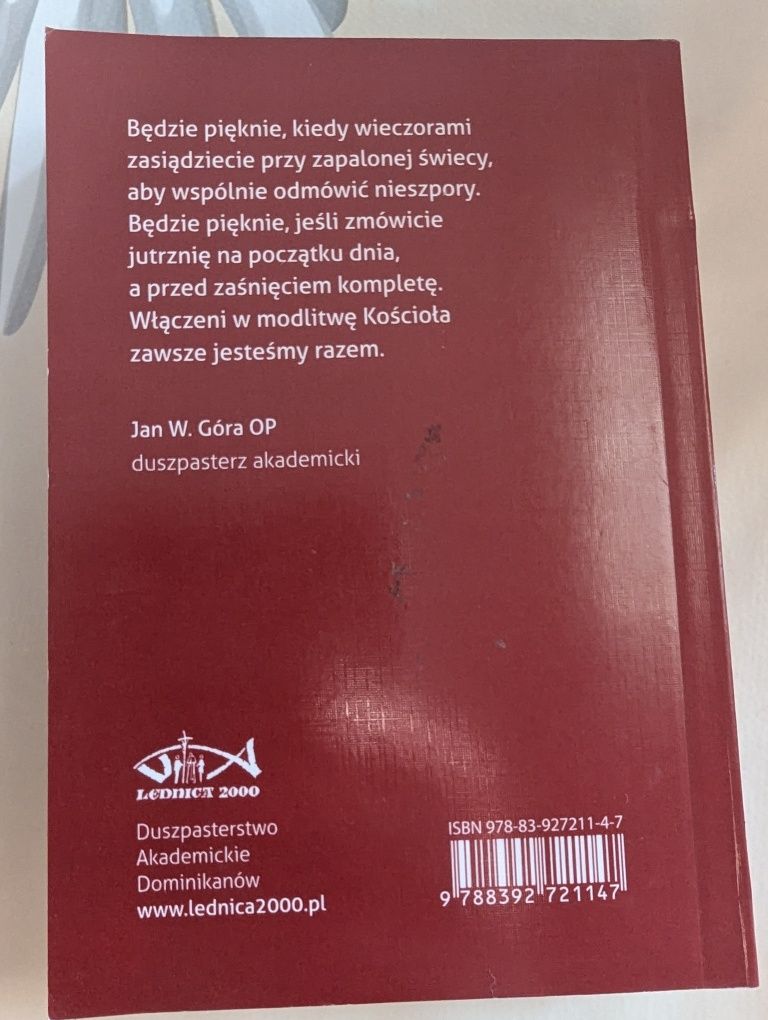 Będzie pięknie, kiedy wieczorami
zasiądziecie przy zapalonej świecy,
aby wspólnie odmówić nieszpory.
Będzie pięknie, jeśli zmówicie
jutrznię na początku dnia,
a przed zaśnięciem kompletę.
Włączeni w modlitwę Kościoła
zawsze jesteśmy razem.
Jan W. Góra OP
duszpasterz akademicki
LEDNICA 2000
Duszpasterstwo
Akademickie
Dominikanów
www.lednica2000.pl
ISBN 978-83-927211-4-7
9 788392 721147